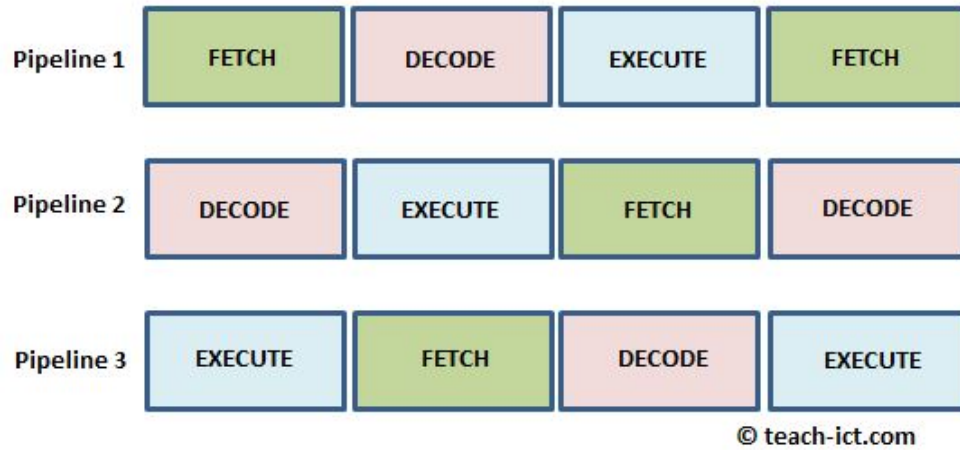 Pipeline 1 FETCH DECODE EXECUTE FETCH
Pipeline 2 DECODE EXECUTE FETCH DECODE
Pipeline 3 EXECUTE FETCH DECODE EXECUTE
© teach-ict.com